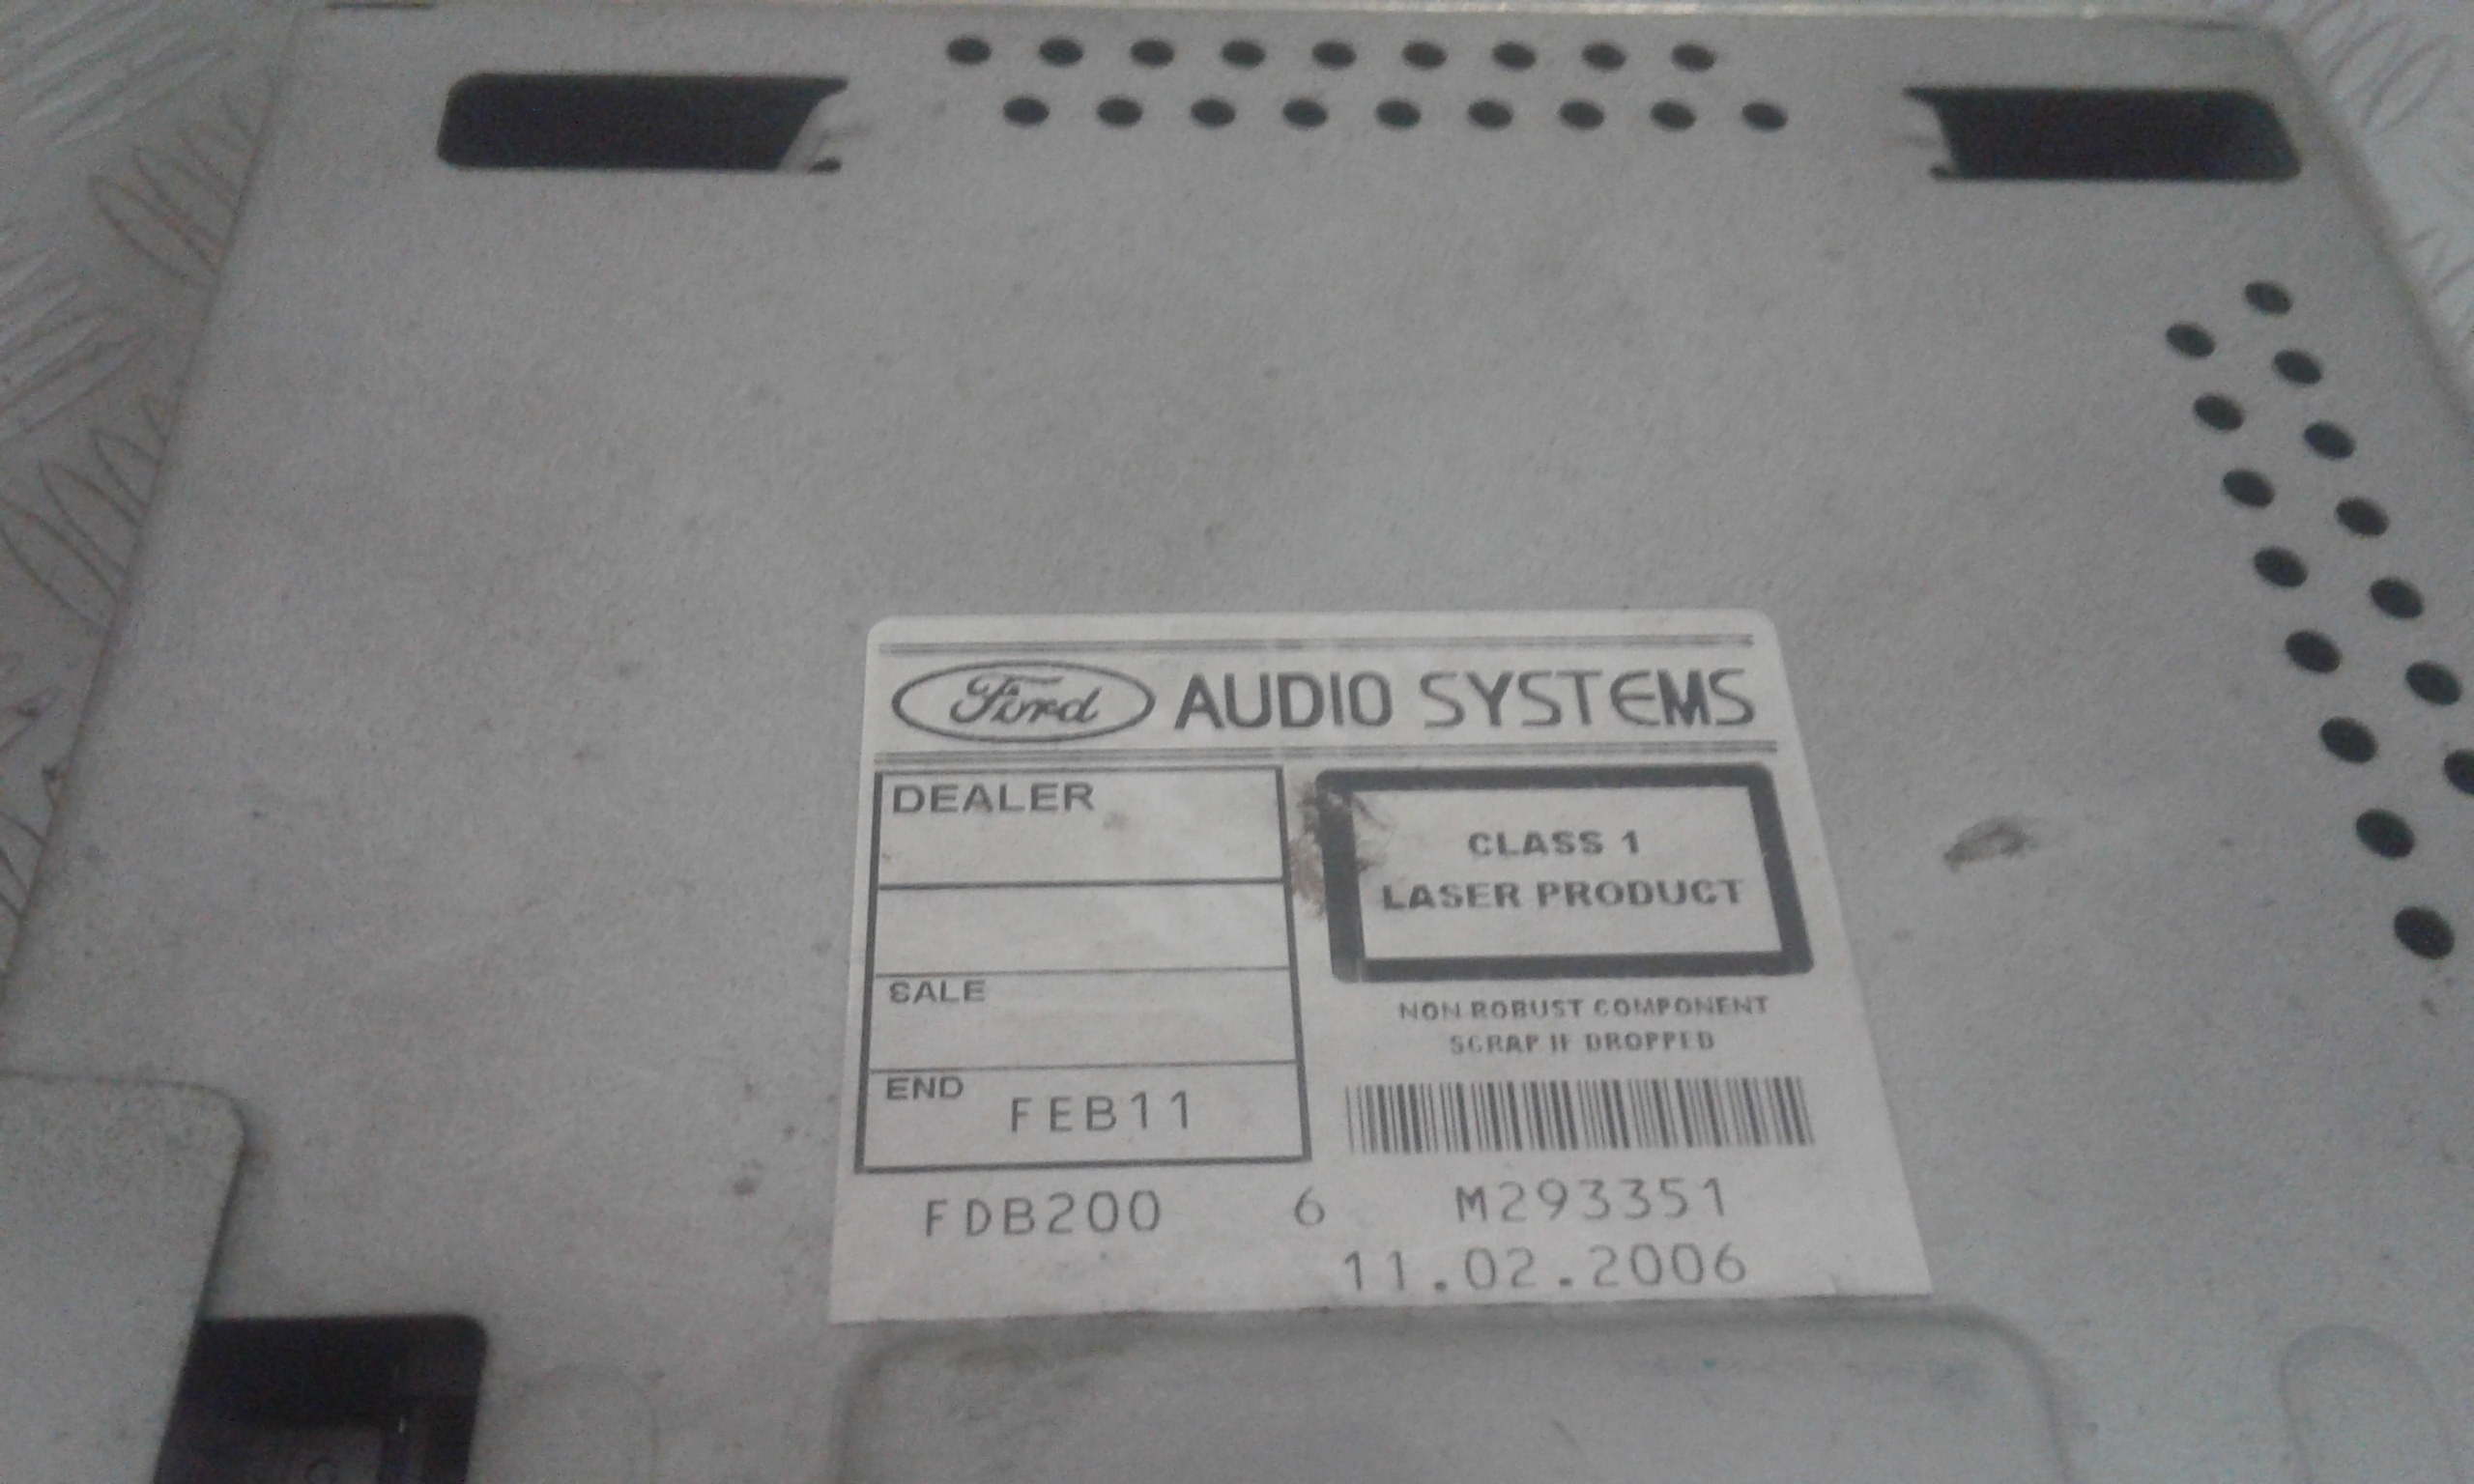 Ford AUDIO SYSTEMS
DEALER
SALE
END FEB11
CLASS 1
LASER PRODUCT
NON ROBUST COMPONENT
SCRAP IF DROPPED
FDB200 6 M293351
11.02.2006